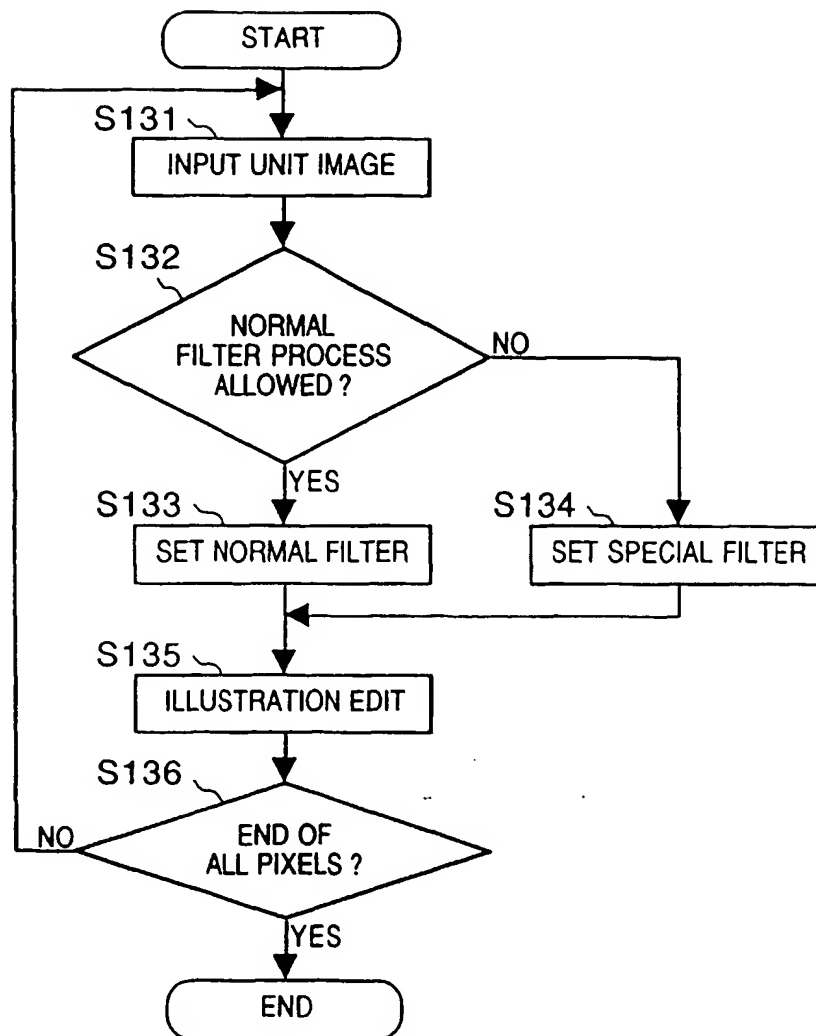 START
S131
INPUT UNIT IMAGE
S132
NORMAL
FILTER PROCESS
ALLOWED ?
NO
YES
S133
SET NORMAL FILTER
S134
SET SPECIAL FILTER
S135
ILLUSTRATION EDIT
S136
END OF
ALL PIXELS ?
NO
YES
END